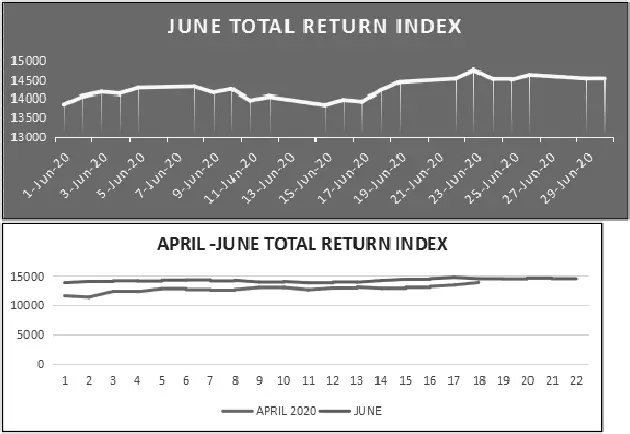 JUNE TOTAL RETURN INDEX
15000
14500
14000
13500
13000
1-Jun-20 3-Jun-20 5-Jun-20 7-Jun-20 9-Jun-20 11-Jun-20 13-Jun-20 15-Jun-20 17-Jun-20 19-Jun-20 21-Jun-20 23-Jun-20 25-Jun-20 27-Jun-20 29-Jun-20
APRIL -JUNE TOTAL RETURN INDEX
15000
10000
5000
0
1 2 3 4 5 6 7 8 9 10 11 12 13 14 15 16 17 18 19 20 21 22
APRIL 2020 JUNE